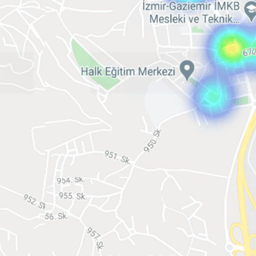 İzmir-Gaziemir İMKB
Mesleki ve Teknik...
Halk Eğitim Merkezi
950. Sk.
951. Sk.
954. Sk.
955. Sk.
952. Sk.
56. Sk.
957. Sk.